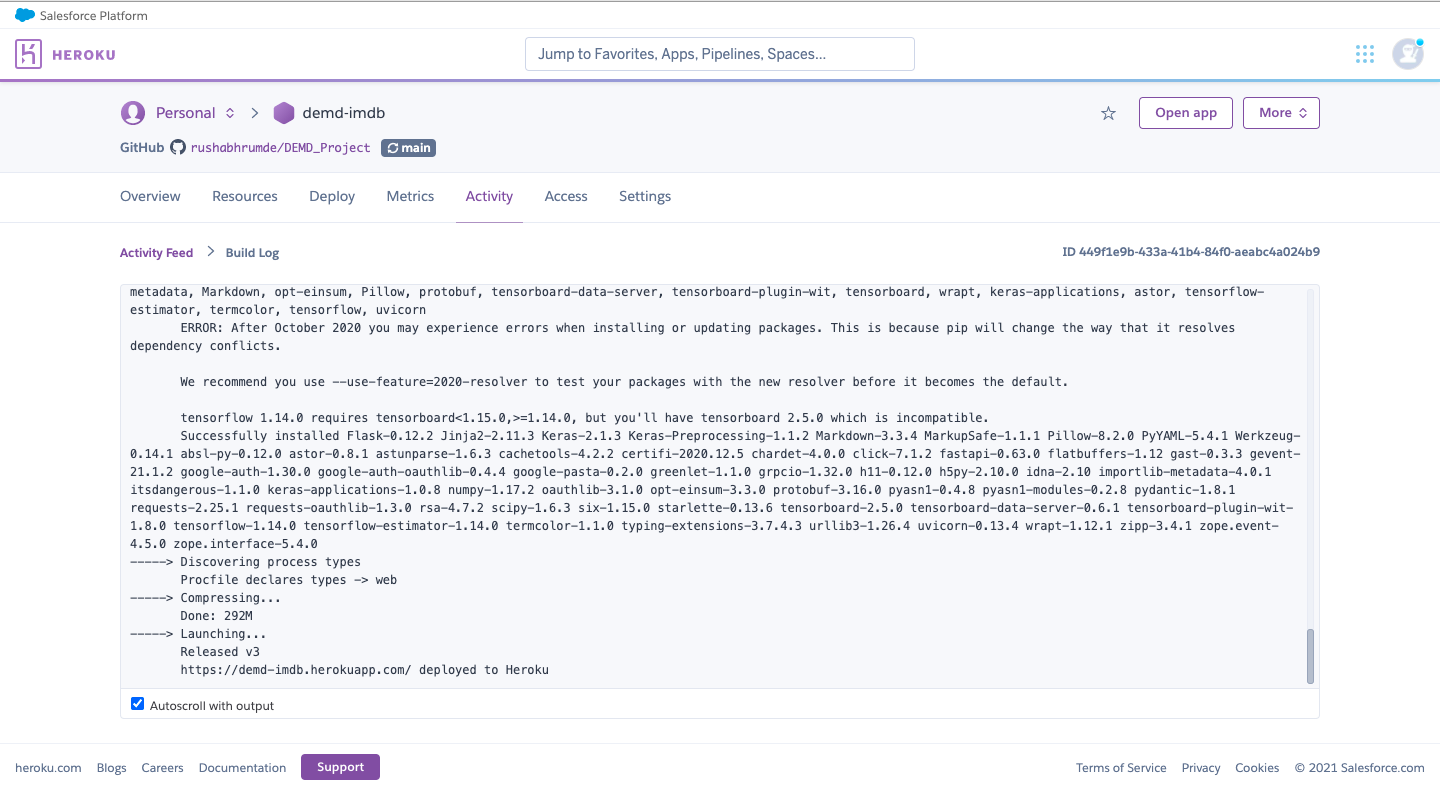 Salesforce Platform
HEROKU
Jump to Favorites, Apps, Pipelines, Spaces...
Personal
demd-imdb
Open app
More
GitHub rushabhrumde/DEMD_Project main
Overview Resources Deploy Metrics Activity Access Settings
Activity Feed Build Log
ID 449f1e9b-433a-41b4-84f0-aeabc4a024b9
metadata, Markdown, opt-einsum, Pillow, protobuf, tensorboard-data-server, tensorboard-plugin-wit, tensorboard, wrapt, keras-applications, astor, tensorflow-
estimator, termcolor, tensorflow, uvicorn
ERROR: After October 2020 you may experience errors when installing or updating packages. This is because pip will change the way that it resolves
dependency conflicts.
We recommend you use --use-feature=2020-resolver to test your packages with the new resolver before it becomes the default.
tensorflow 1.14.0 requires tensorboard<1.15.0,>=1.14.0, but you'll have tensorboard 2.5.0 which is incompatible.
Successfully installed Flask-0.12.2 Jinja2-2.11.3 Keras-2.1.3 Keras-Preprocessing-1.1.2 Markdown-3.3.4 MarkupSafe-1.1.1 Pillow-8.2.0 PyYAML-5.4.1 Werkzeug-
0.14.1 absl-py-0.12.0 astor-0.8.1 astunparse-1.6.3 cachetools-4.2.2 certifi-2020.12.5 chardet-4.0.0 click-7.1.2 fastapi-0.63.0 flatbuffers-1.12 gast-0.3.3 gevent-
21.1.2 google-auth-1.30.0 google-auth-oauthlib-0.4.4 google-pasta-0.2.0 greenlet-1.1.0 grpcio-1.32.0 h11-0.12.0 h5py-2.10.0 idna-2.10 importlib-metadata-4.0.1
itsdangerous-1.1.0 keras-applications-1.0.8 numpy-1.17.2 oauthlib-3.1.0 opt-einsum-3.3.0 protobuf-3.16.0 pyasn1-0.4.8 pyasn1-modules-0.2.8 pydantic-1.8.1
requests-2.25.1 requests-oauthlib-1.3.0 rsa-4.7.2 scipy-1.6.3 six-1.15.0 starlette-0.13.6 tensorboard-2.5.0 tensorboard-data-server-0.6.1 tensorboard-plugin-wit-
1.8.0 tensorflow-1.14.0 tensorflow-estimator-1.14.0 termcolor-1.1.0 typing-extensions-3.7.4.3 urllib3-1.26.4 uvicorn-0.13.4 wrapt-1.12.1 zipp-3.4.1 zope.event-
4.5.0 zope.interface-5.4.0
-----> Discovering process types
Procfile declares types -> web
-----> Compressing...
Done: 292M
-----> Launching...
Released v3
https://demd-imdb.herokuapp.com/ deployed to Heroku
Autoscroll with output
heroku.com Blogs Careers Documentation Support
Terms of Service Privacy Cookies © 2021 Salesforce.com